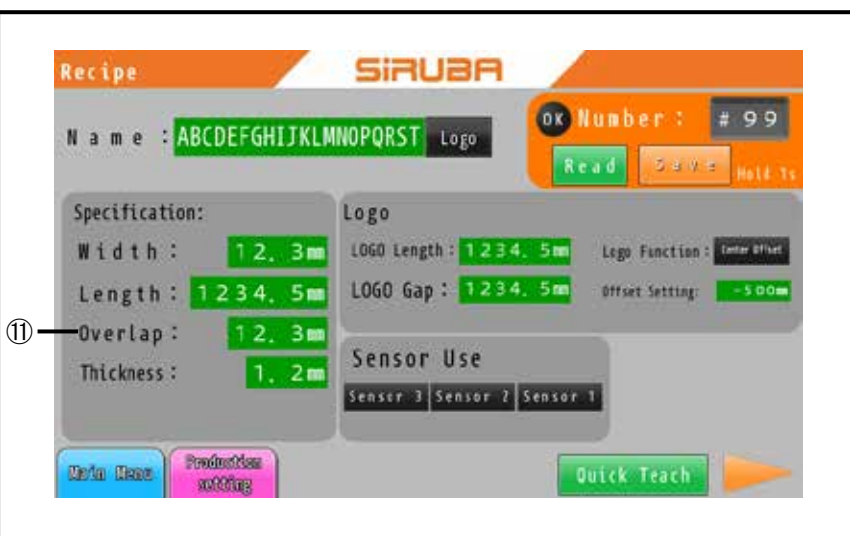 Recipe
SiRUBA
Name : ABCDEFGHIJKLMNOPQRST Logo
OK Number : # 99
Read Save Hold 1s
Specification:
Width : 12. 3mm
Length : 1234. 5mm
⑪ Overlap : 12. 3mm
Thickness : 1. 2mm
Logo
LOGO Length : 1234. 5mm Logo Function : Center Offset
LOGO Gap : 1234. 5mm Offset Setting: -500mm
Sensor Use
Sensor 3 Sensor 2 Sensor 1
Main Menu
Production
setting
Quick Teach